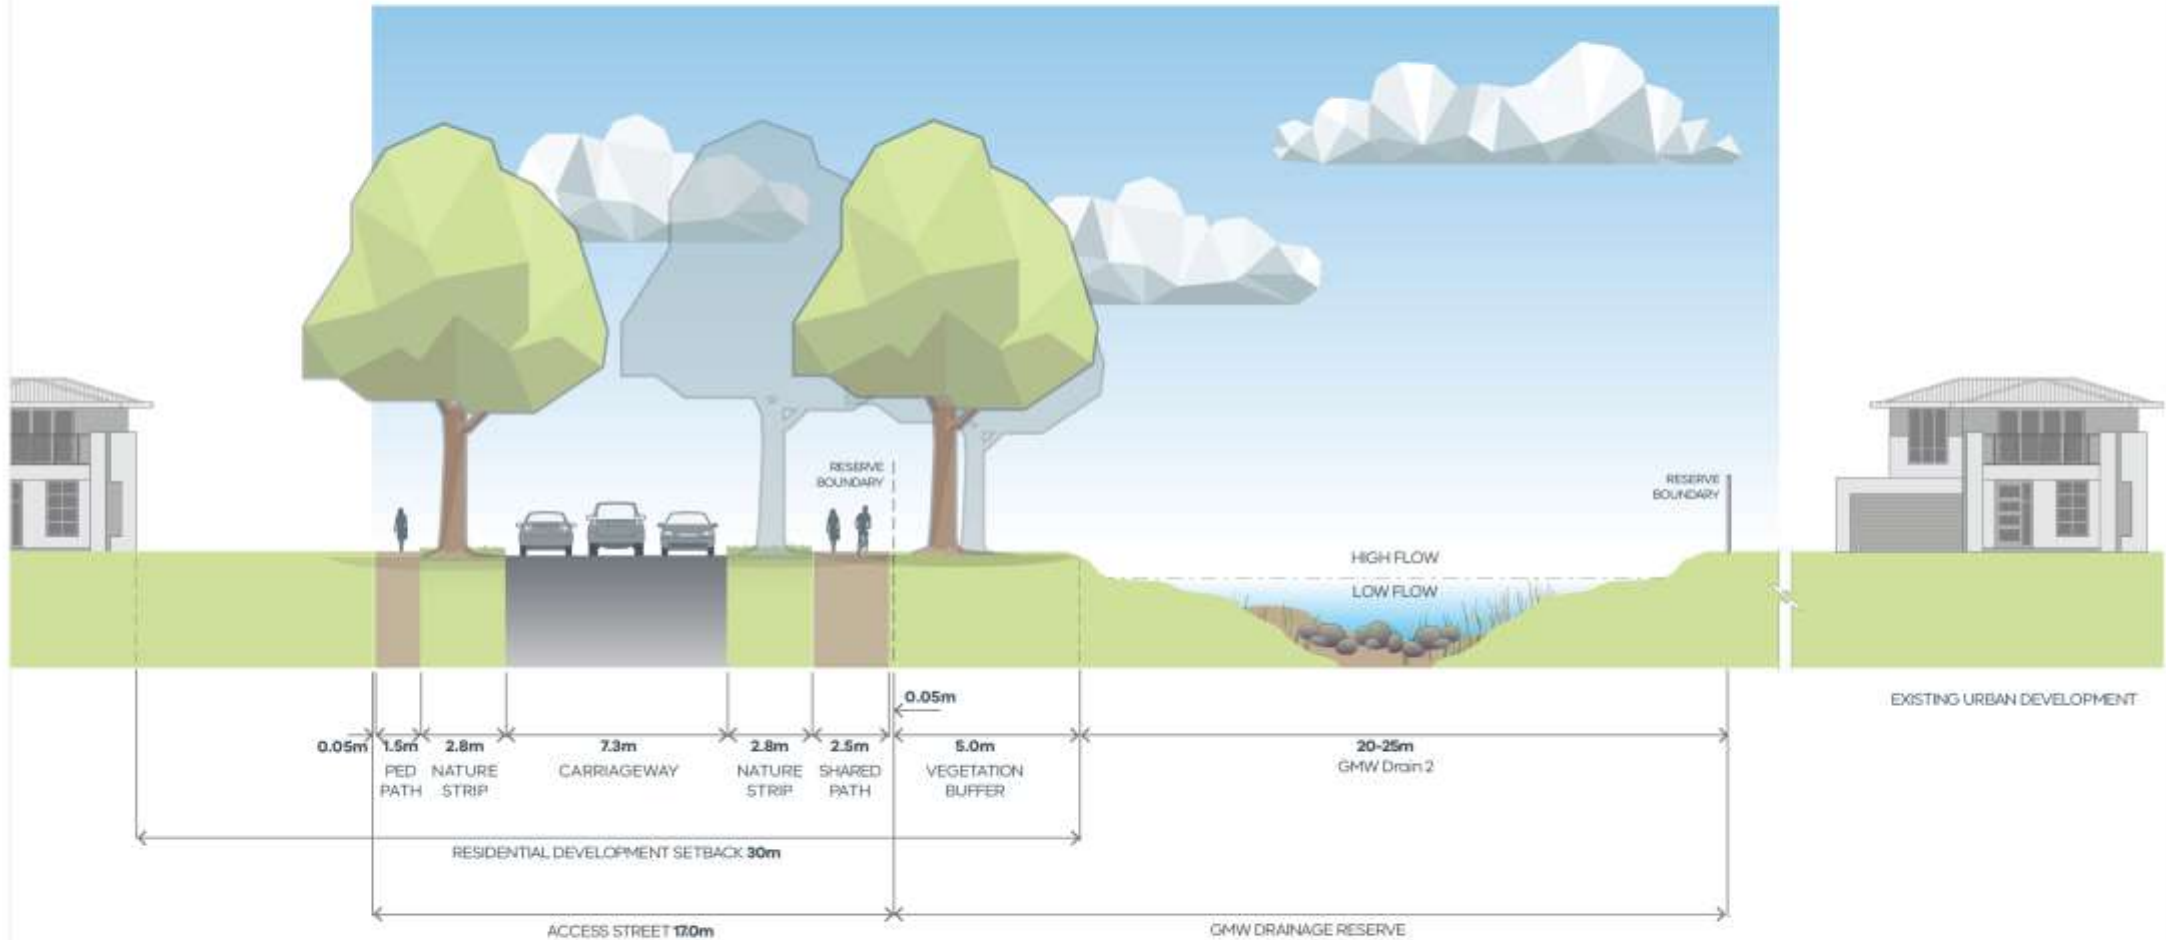 RESERVE
BOUNDARY
RESERVE
BOUNDARY
HIGH FLOW
LOW FLOW
EXISTING URBAN DEVELOPMENT
0.05m
0.05m
1.5m
PED
PATH
2.8m
NATURE
STRIP
7.3m
CARRIAGEWAY
2.8m
NATURE
STRIP
2.5m
SHARED
PATH
5.0m
VEGETATION
BUFFER
20-25m
GMW Drain 2
RESIDENTIAL DEVELOPMENT SETBACK 30m
ACCESS STREET 17.0m
GMW DRAINAGE RESERVE